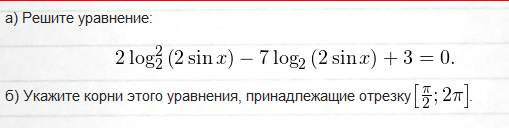 а) Решите уравнение:
2 log₂² (2 sin x) − 7 log₂ (2 sin x) + 3 = 0.
б) Укажите корни этого уравнения, принадлежащие отрезку [π/2; 2π].